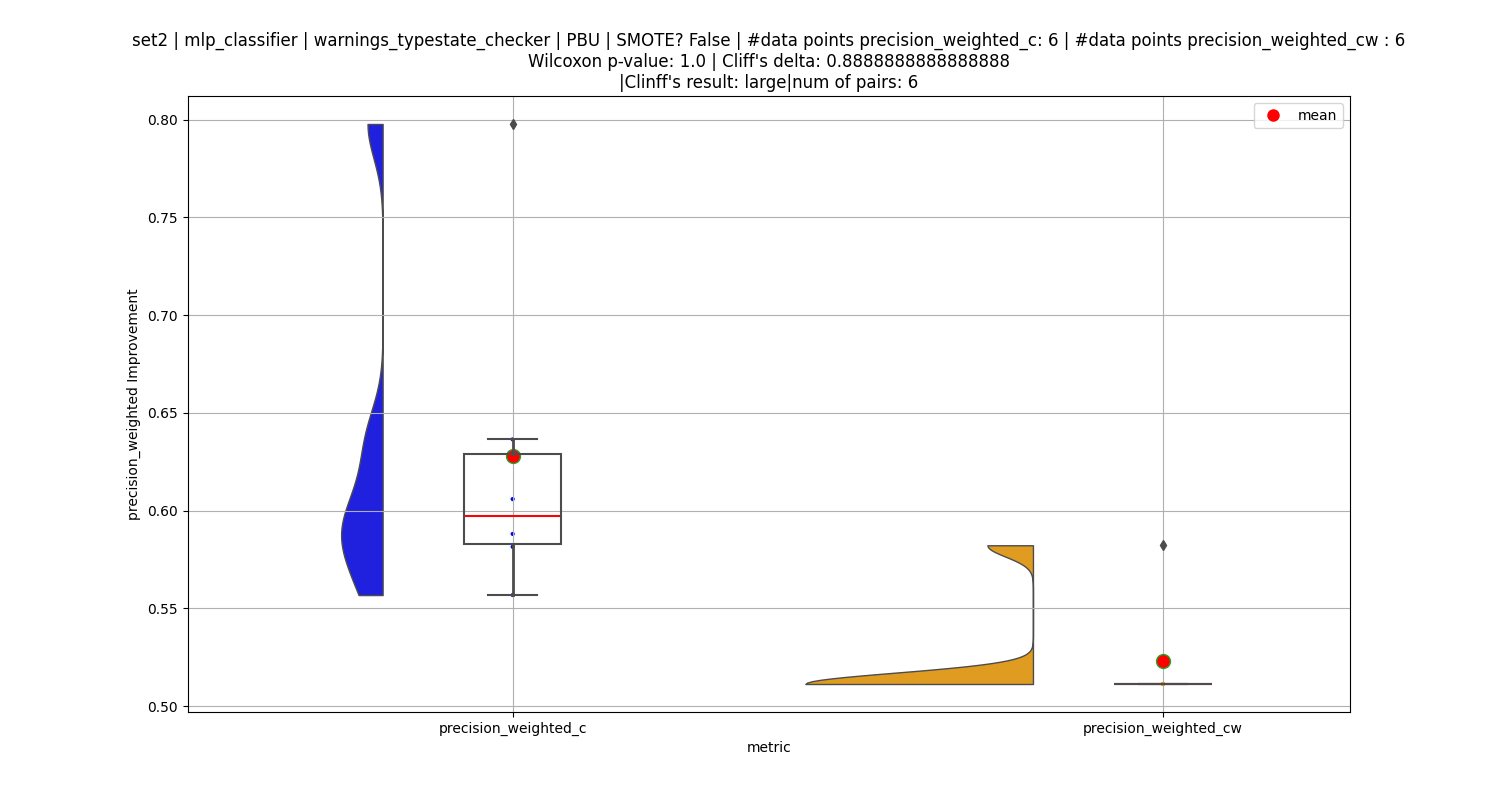 set2 | mlp_classifier | warnings_typestate_checker | PBU | SMOTE? False | #data points precision_weighted_c: 6 | #data points precision_weighted_cw : 6
Wilcoxon p-value: 1.0 | Cliff's delta: 0.8888888888888888
|Clinff's result: large|num of pairs: 6
mean
0.80
0.75
0.70
0.65
0.60
0.55
0.50
precision_weighted Improvement
precision_weighted_c
precision_weighted_cw
metric